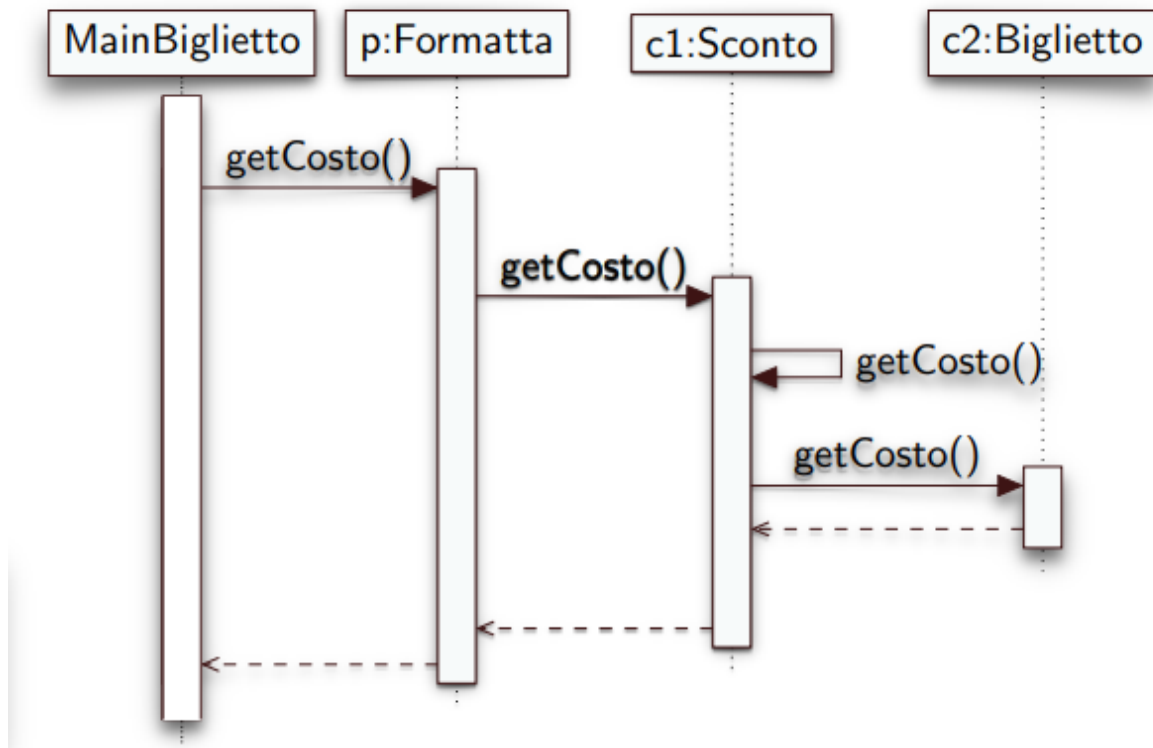 MainBiglietto
p:Formatta
c1:Sconto
c2:Biglietto
getCosto()
getCosto()
getCosto()
getCosto()